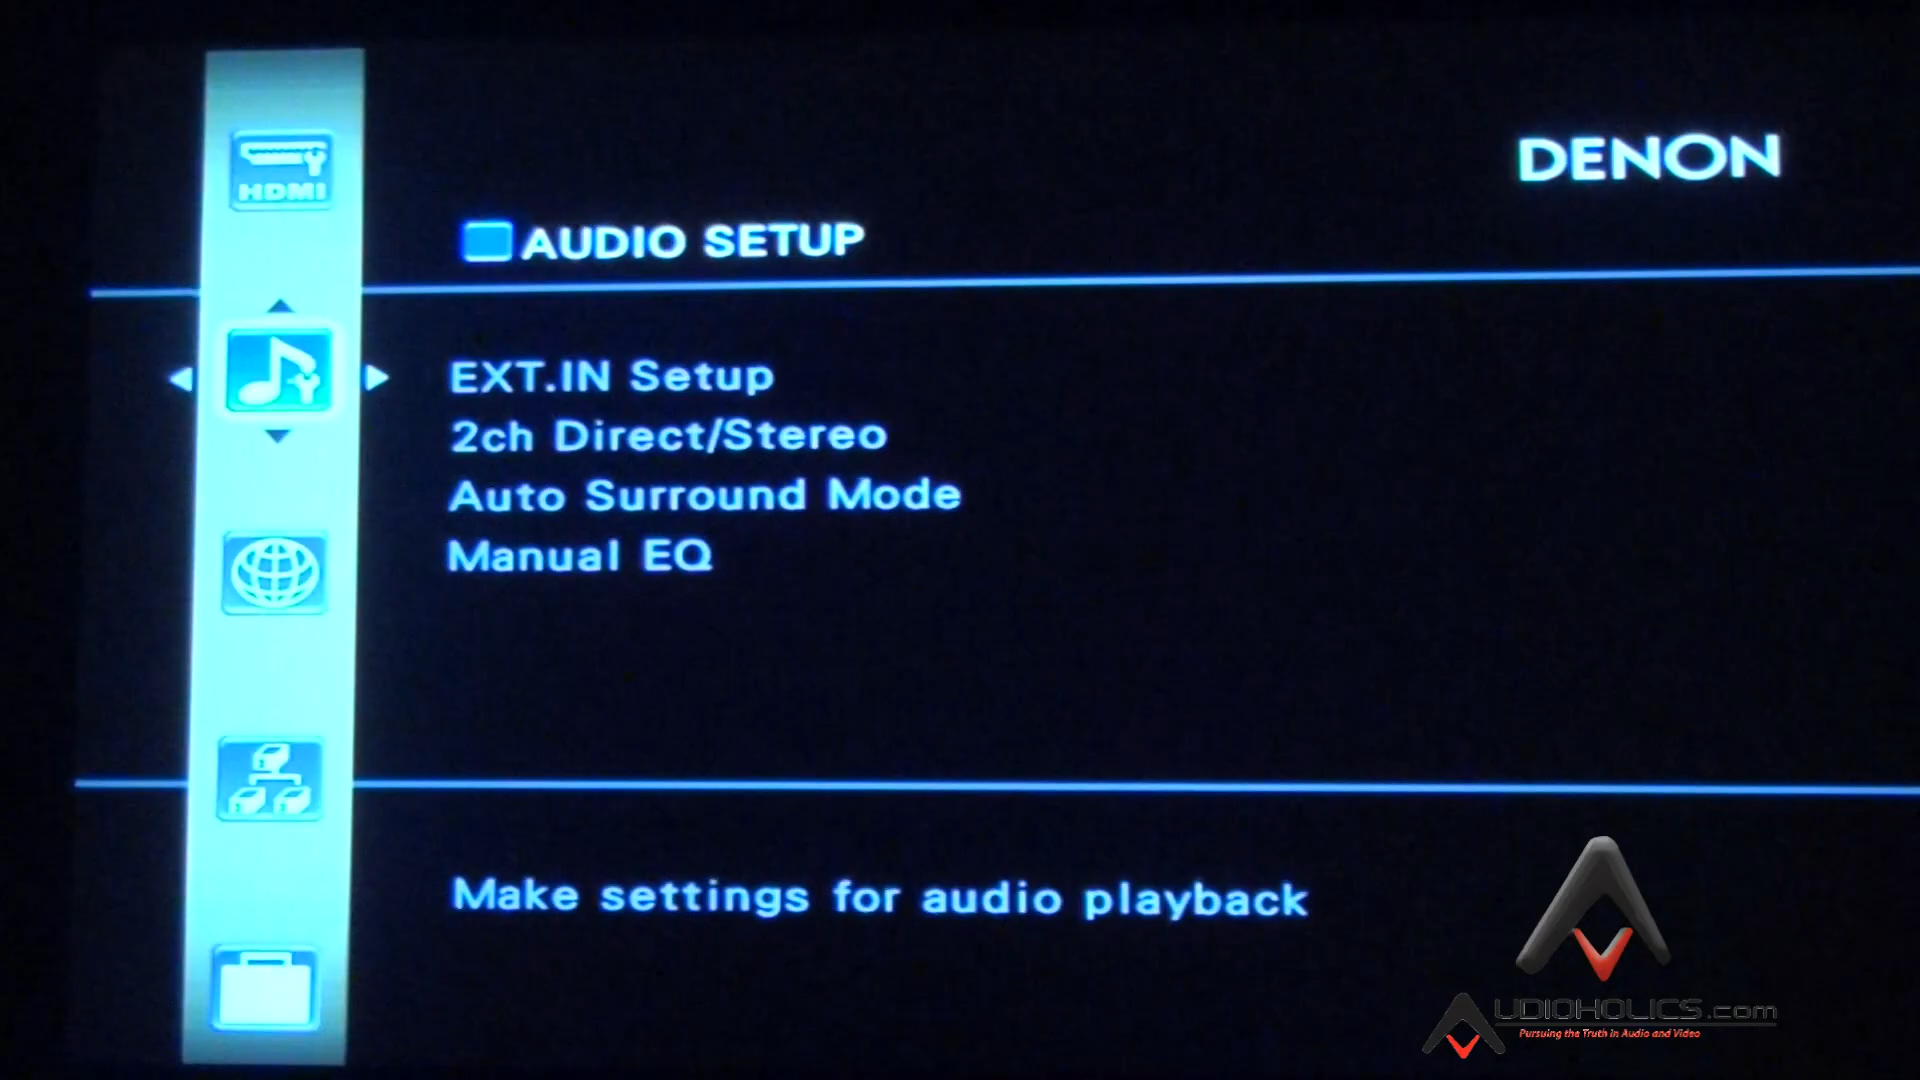 HDMI
DENON
AUDIO SETUP
EXT.IN Setup
2ch Direct/Stereo
Auto Surround Mode
Manual EQ
Make settings for audio playback
AUDIOHOLICS.com
Pursuing the Truth in Audio and Video